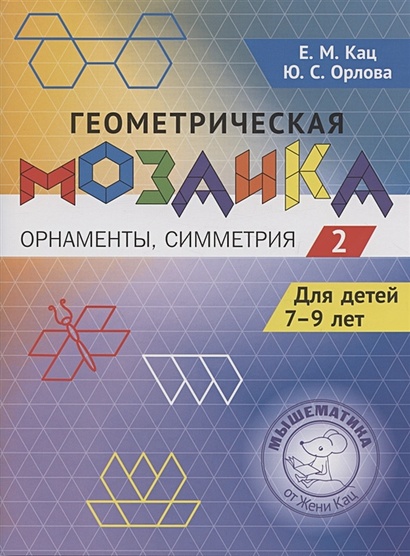 Е. М. Кац
Ю. С. Орлова
ГЕОМЕТРИЧЕСКАЯ
МОЗАИКА
ОРНАМЕНТЫ, СИММЕТРИЯ 2
Для детей
7–9 лет
МЫШЕМАТИКА
от Жени Кац